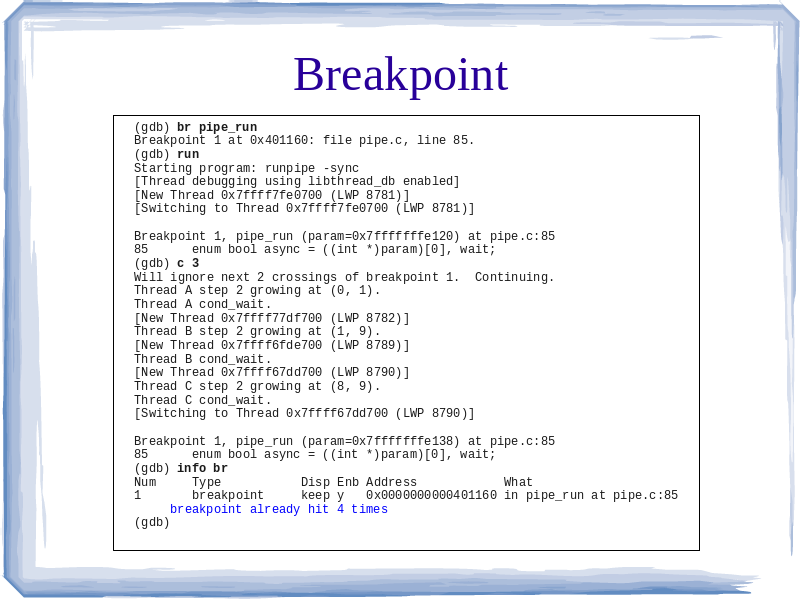 Breakpoint
(gdb) br pipe_run
Breakpoint 1 at 0x401160: file pipe.c, line 85.
(gdb) run
Starting program: runpipe -sync
[Thread debugging using libthread_db enabled]
[New Thread 0x7ffff7fe0700 (LWP 8781)]
[Switching to Thread 0x7ffff7fe0700 (LWP 8781)]
Breakpoint 1, pipe_run (param=0x7fffffffe120) at pipe.c:85
85      enum bool async = ((int *)param)[0], wait;
(gdb) c 3
Will ignore next 2 crossings of breakpoint 1.  Continuing.
Thread A step 2 growing at (0, 1).
Thread A cond_wait.
[New Thread 0x7ffff77df700 (LWP 8782)]
Thread B step 2 growing at (1, 9).
[New Thread 0x7ffff6fde700 (LWP 8789)]
Thread B cond_wait.
[New Thread 0x7ffff67dd700 (LWP 8790)]
Thread C step 2 growing at (8, 9).
Thread C cond_wait.
[Switching to Thread 0x7ffff67dd700 (LWP 8790)]
Breakpoint 1, pipe_run (param=0x7fffffffe138) at pipe.c:85
85      enum bool async = ((int *)param)[0], wait;
(gdb) info br
Num     Type           Disp Enb Address            What
1       breakpoint     keep y   0x0000000000401160 in pipe_run at pipe.c:85
     breakpoint already hit 4 times
(gdb)